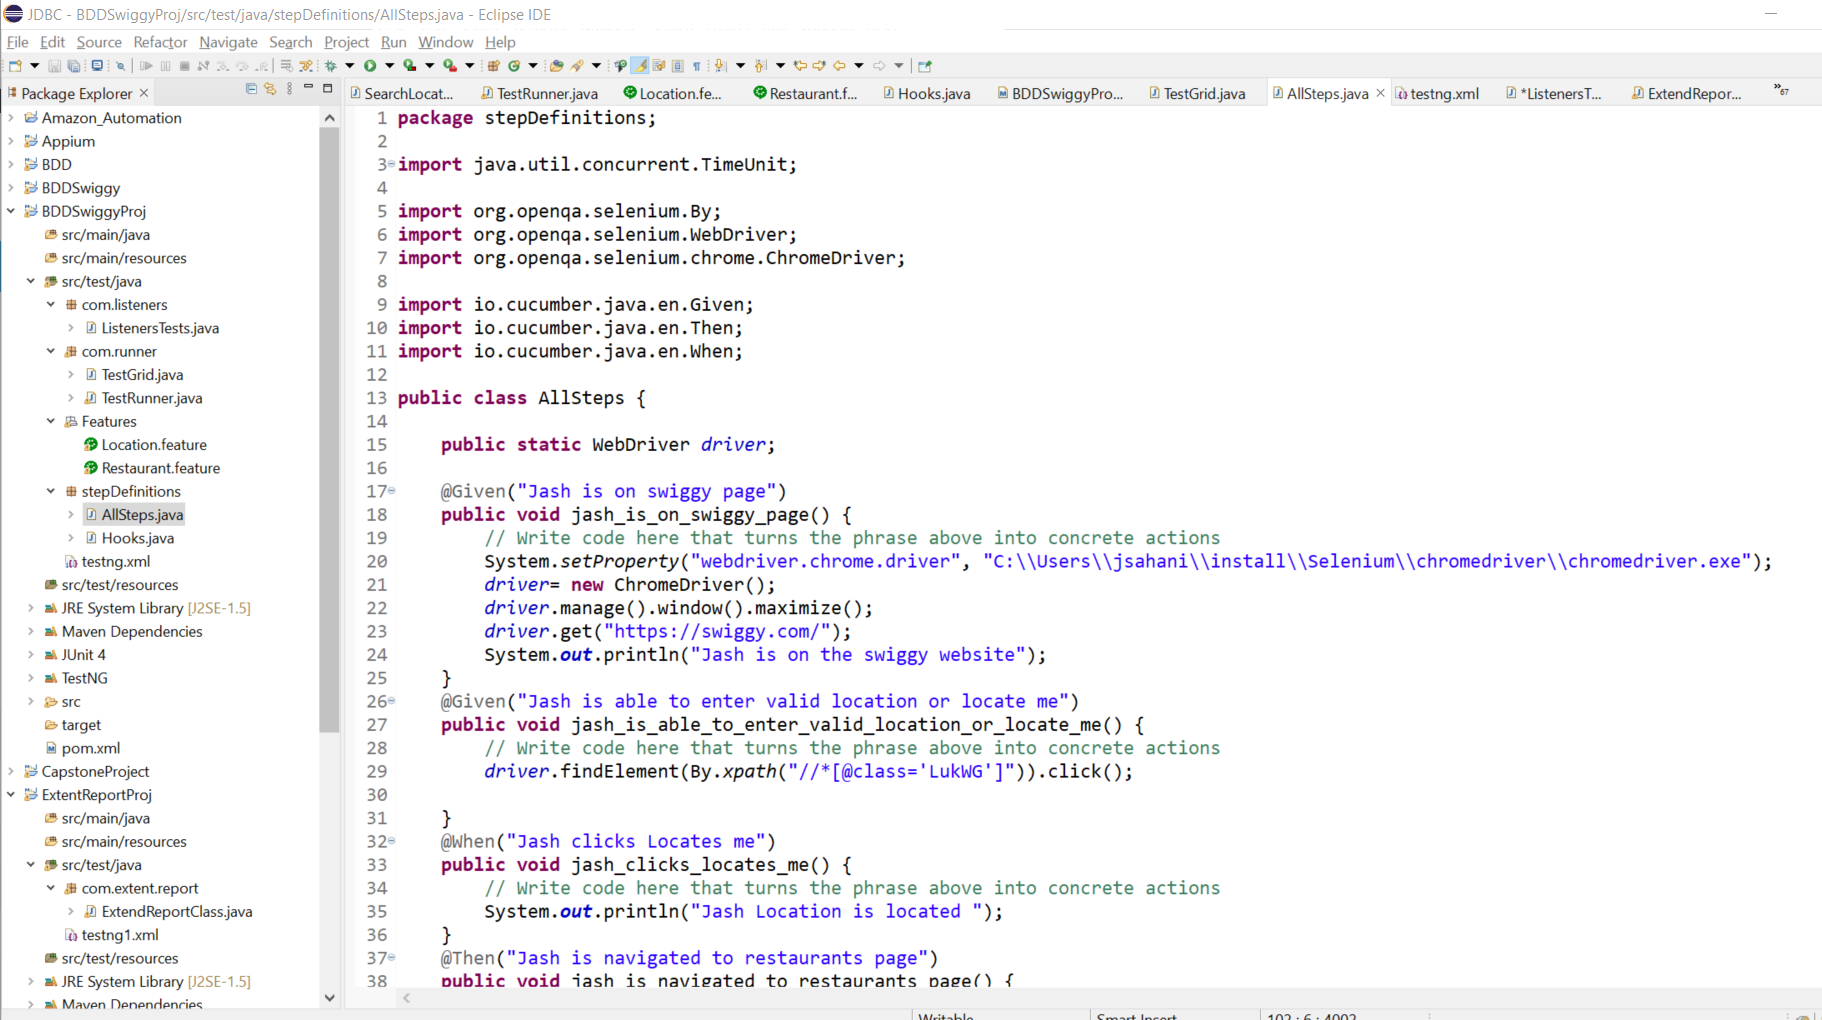 JDBC - BDDSwiggyProj/src/test/java/stepDefinitions/AllSteps.java - Eclipse IDE
File Edit Source Refactor Navigate Search Project Run Window Help
Package Explorer
SearchLocat...
TestRunner.java
Location.fe...
Restaurant.f...
Hooks.java
BDDSwiggyPro...
TestGrid.java
AllSteps.java
testng.xml
*ListenersT...
ExtendRepor...
»67
Amazon_Automation
Appium
BDD
BDDSwiggy
BDDSwiggyProj
src/main/java
src/main/resources
src/test/java
com.listeners
ListenersTests.java
com.runner
TestGrid.java
TestRunner.java
Features
Location.feature
Restaurant.feature
stepDefinitions
AllSteps.java
Hooks.java
testng.xml
src/test/resources
JRE System Library [J2SE-1.5]
Maven Dependencies
JUnit 4
TestNG
src
target
pom.xml
CapstoneProject
ExtentReportProj
src/main/java
src/main/resources
src/test/java
com.extent.report
ExtendReportClass.java
testng1.xml
src/test/resources
JRE System Library [J2SE-1.5]
Maven Dependencies
1 package stepDefinitions;
2
3 import java.util.concurrent.TimeUnit;
4
5 import org.openqa.selenium.By;
6 import org.openqa.selenium.WebDriver;
7 import org.openqa.selenium.chrome.ChromeDriver;
8
9 import io.cucumber.java.en.Given;
10 import io.cucumber.java.en.Then;
11 import io.cucumber.java.en.When;
12
13 public class AllSteps {
14
15     public static WebDriver driver;
16
17     @Given("Jash is on swiggy page")
18     public void jash_is_on_swiggy_page() {
19         // Write code here that turns the phrase above into concrete actions
20         System.setProperty("webdriver.chrome.driver", "C:\\Users\\jsahani\\install\\Selenium\\chromedriver\\chromedriver.exe");
21         driver= new ChromeDriver();
22         driver.manage().window().maximize();
23         driver.get("https://swiggy.com/");
24         System.out.println("Jash is on the swiggy website");
25     }
26     @Given("Jash is able to enter valid location or locate me")
27     public void jash_is_able_to_enter_valid_location_or_locate_me() {
28         // Write code here that turns the phrase above into concrete actions
29         driver.findElement(By.xpath("//*[@class='LukWG']")).click();
30
31     }
32     @When("Jash clicks Locates me")
33     public void jash_clicks_locates_me() {
34         // Write code here that turns the phrase above into concrete actions
35         System.out.println("Jash Location is located ");
36     }
37     @Then("Jash is navigated to restaurants page")
38     public void jash_is_navigated_to_restaurants_page() {
Writable
Smart Insert
102 : 6 : 4002